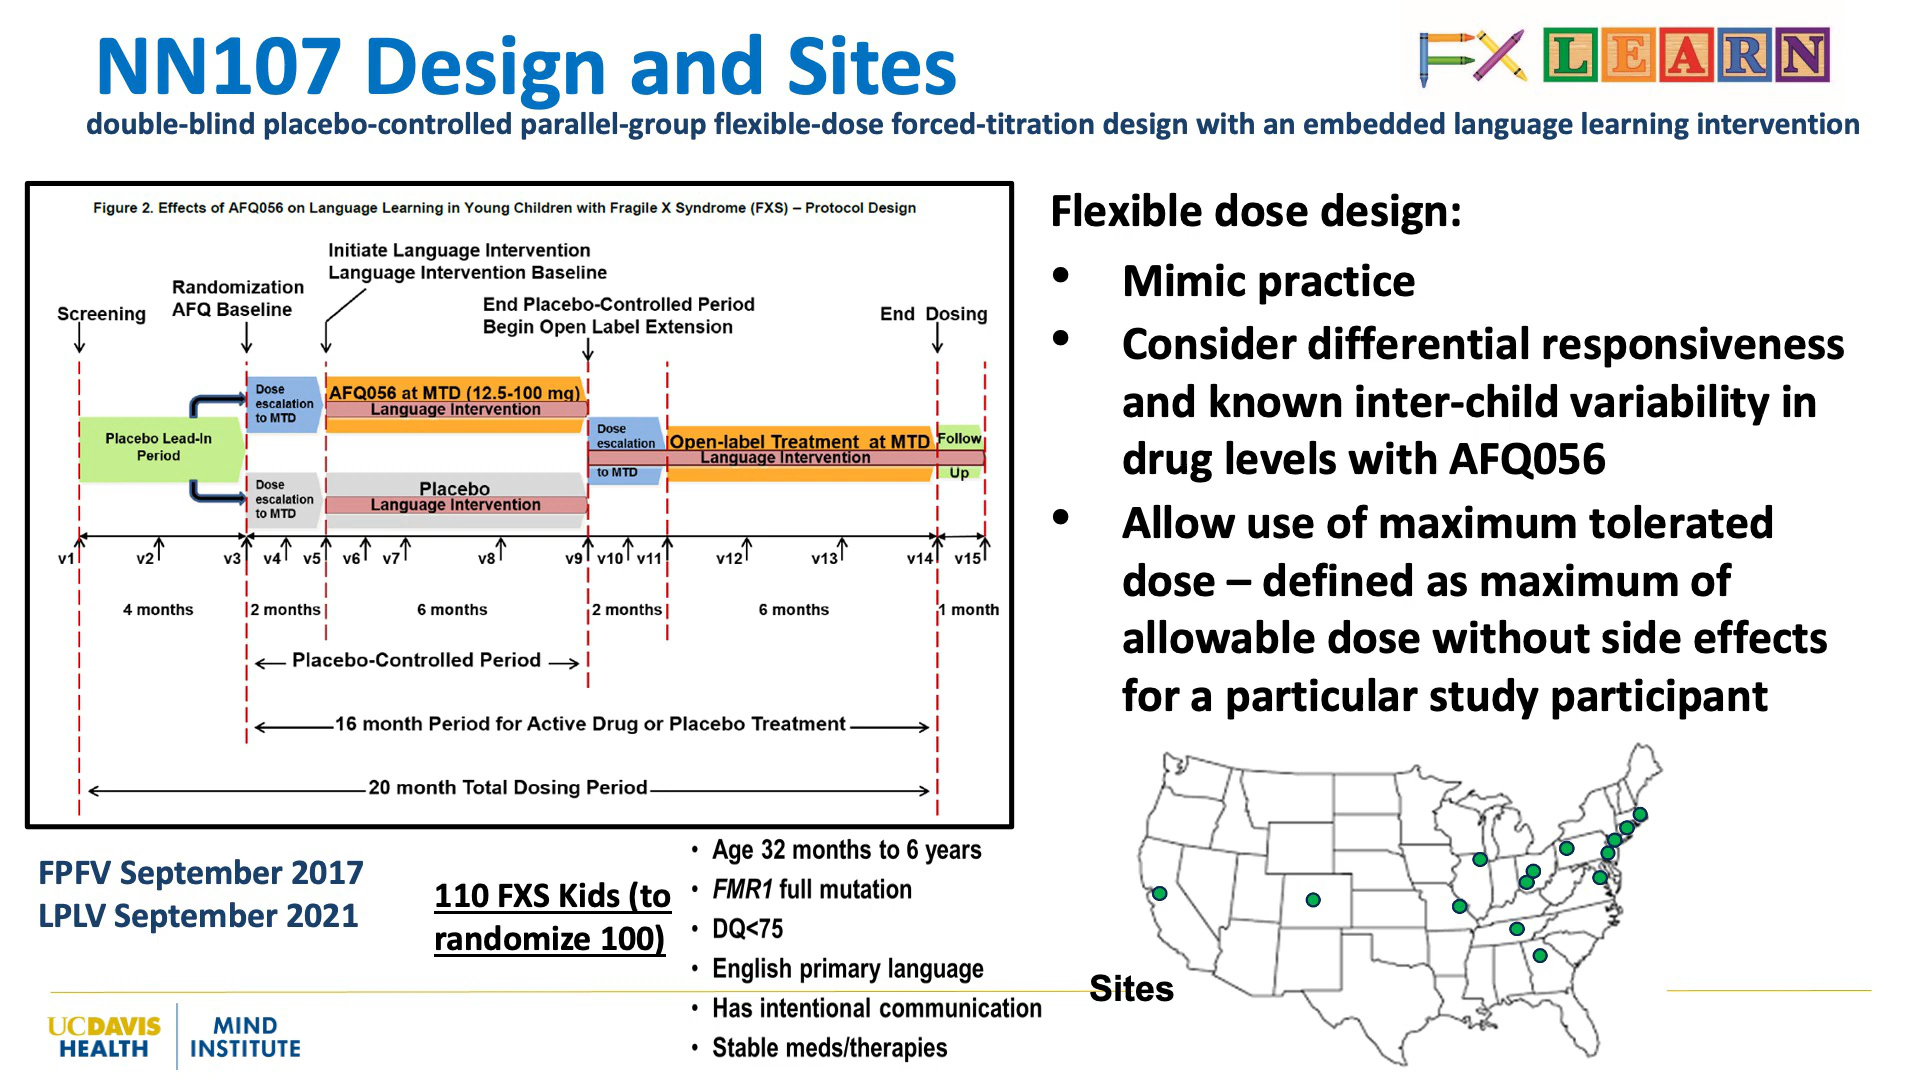 NN107 Design and Sites
FX LEARN
double-blind placebo-controlled parallel-group flexible-dose forced-titration design with an embedded language learning intervention
Figure 2. Effects of AFQ056 on Language Learning in Young Children with Fragile X Syndrome (FXS) – Protocol Design
Screening
Randomization
AFQ Baseline
Initiate Language Intervention
Language Intervention Baseline
End Placebo-Controlled Period
Begin Open Label Extension
End Dosing
Placebo Lead-In
Period
Dose
escalation
to MTD
AFQ056 at MTD (12.5-100 mg)
Language Intervention
Dose
escalation
to MTD
Placebo
Language Intervention
Dose
escalation
to MTD
Open-label Treatment at MTD
Language Intervention
Follow
Up
v1 v2 v3 v4 v5 v6 v7 v8 v9 v10 v11 v12 v13 v14 v15
4 months 2 months 6 months 2 months 6 months 1 month
Placebo-Controlled Period
16 month Period for Active Drug or Placebo Treatment
20 month Total Dosing Period
Flexible dose design:
• Mimic practice
• Consider differential responsiveness
and known inter-child variability in
drug levels with AFQ056
• Allow use of maximum tolerated
dose – defined as maximum of
allowable dose without side effects
for a particular study participant
FPFV September 2017
LPLV September 2021
110 FXS Kids (to
randomize 100)
• Age 32 months to 6 years
• FMR1 full mutation
• DQ<75
• English primary language
• Has intentional communication
• Stable meds/therapies
Sites
UCDAVIS
HEALTH
MIND
INSTITUTE